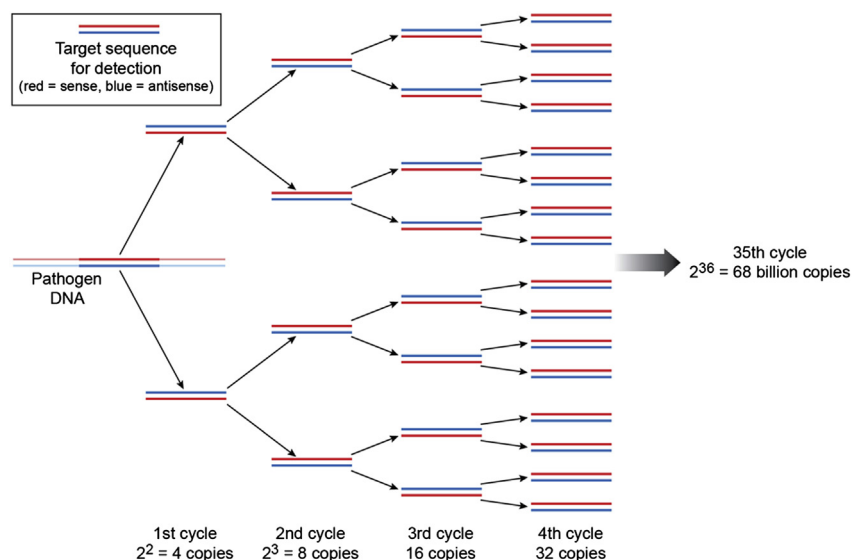 Target sequence
for detection
(red = sense, blue = antisense)
Pathogen
DNA
35th cycle
2³⁶ = 68 billion copies
1st cycle
2² = 4 copies
2nd cycle
2³ = 8 copies
3rd cycle
16 copies
4th cycle
32 copies